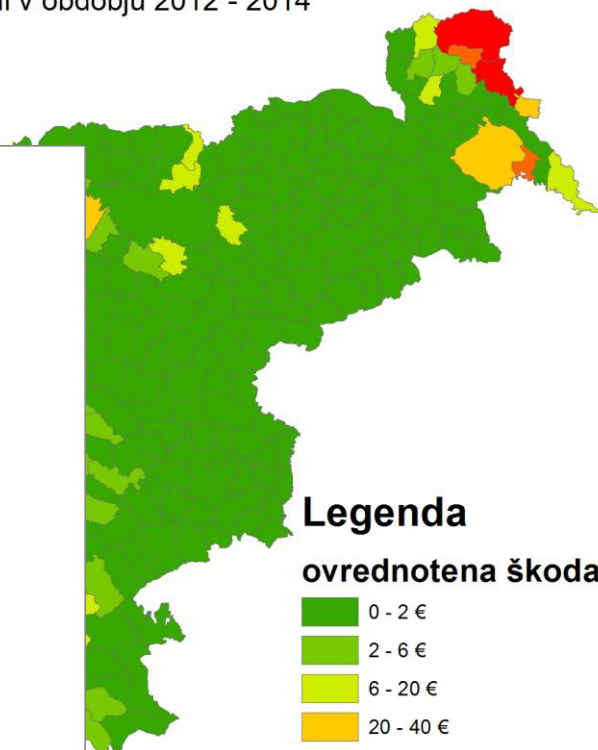 v obdobju 2012 - 2014
Legenda
ovrednotena škoda
0 - 2 €
2 - 6 €
6 - 20 €
20 - 40 €